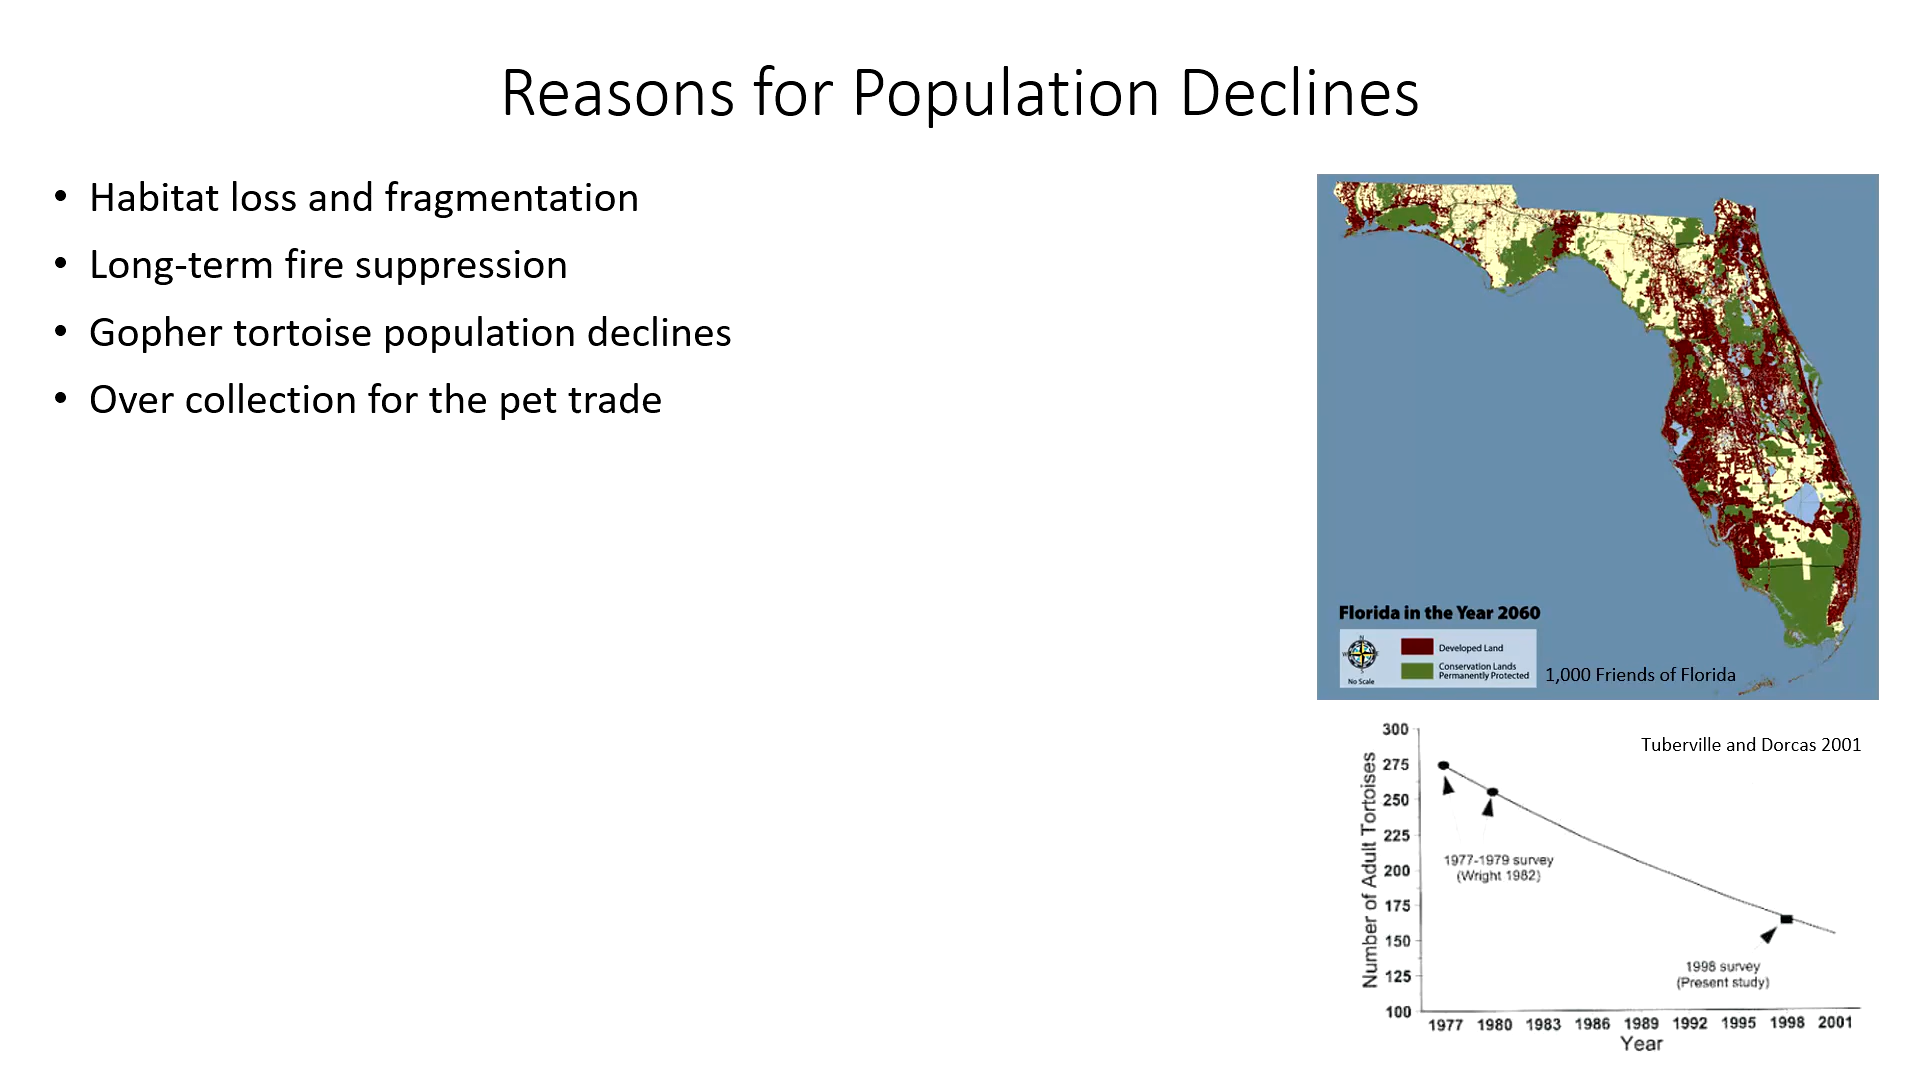 Reasons for Population Declines
• Habitat loss and fragmentation
• Long-term fire suppression
• Gopher tortoise population declines
• Over collection for the pet trade
Florida in the Year 2060
N
W E
No Scale
Developed Land
Conservation Lands
Permanently Protected
1,000 Friends of Florida
Tuberville and Dorcas 2001
Number of Adult Tortoises
300
275
250
225
200
175
150
125
100
1977-1979 survey
(Wright 1982)
1998 survey
(Present study)
1977 1980 1983 1986 1989 1992 1995 1998 2001
Year